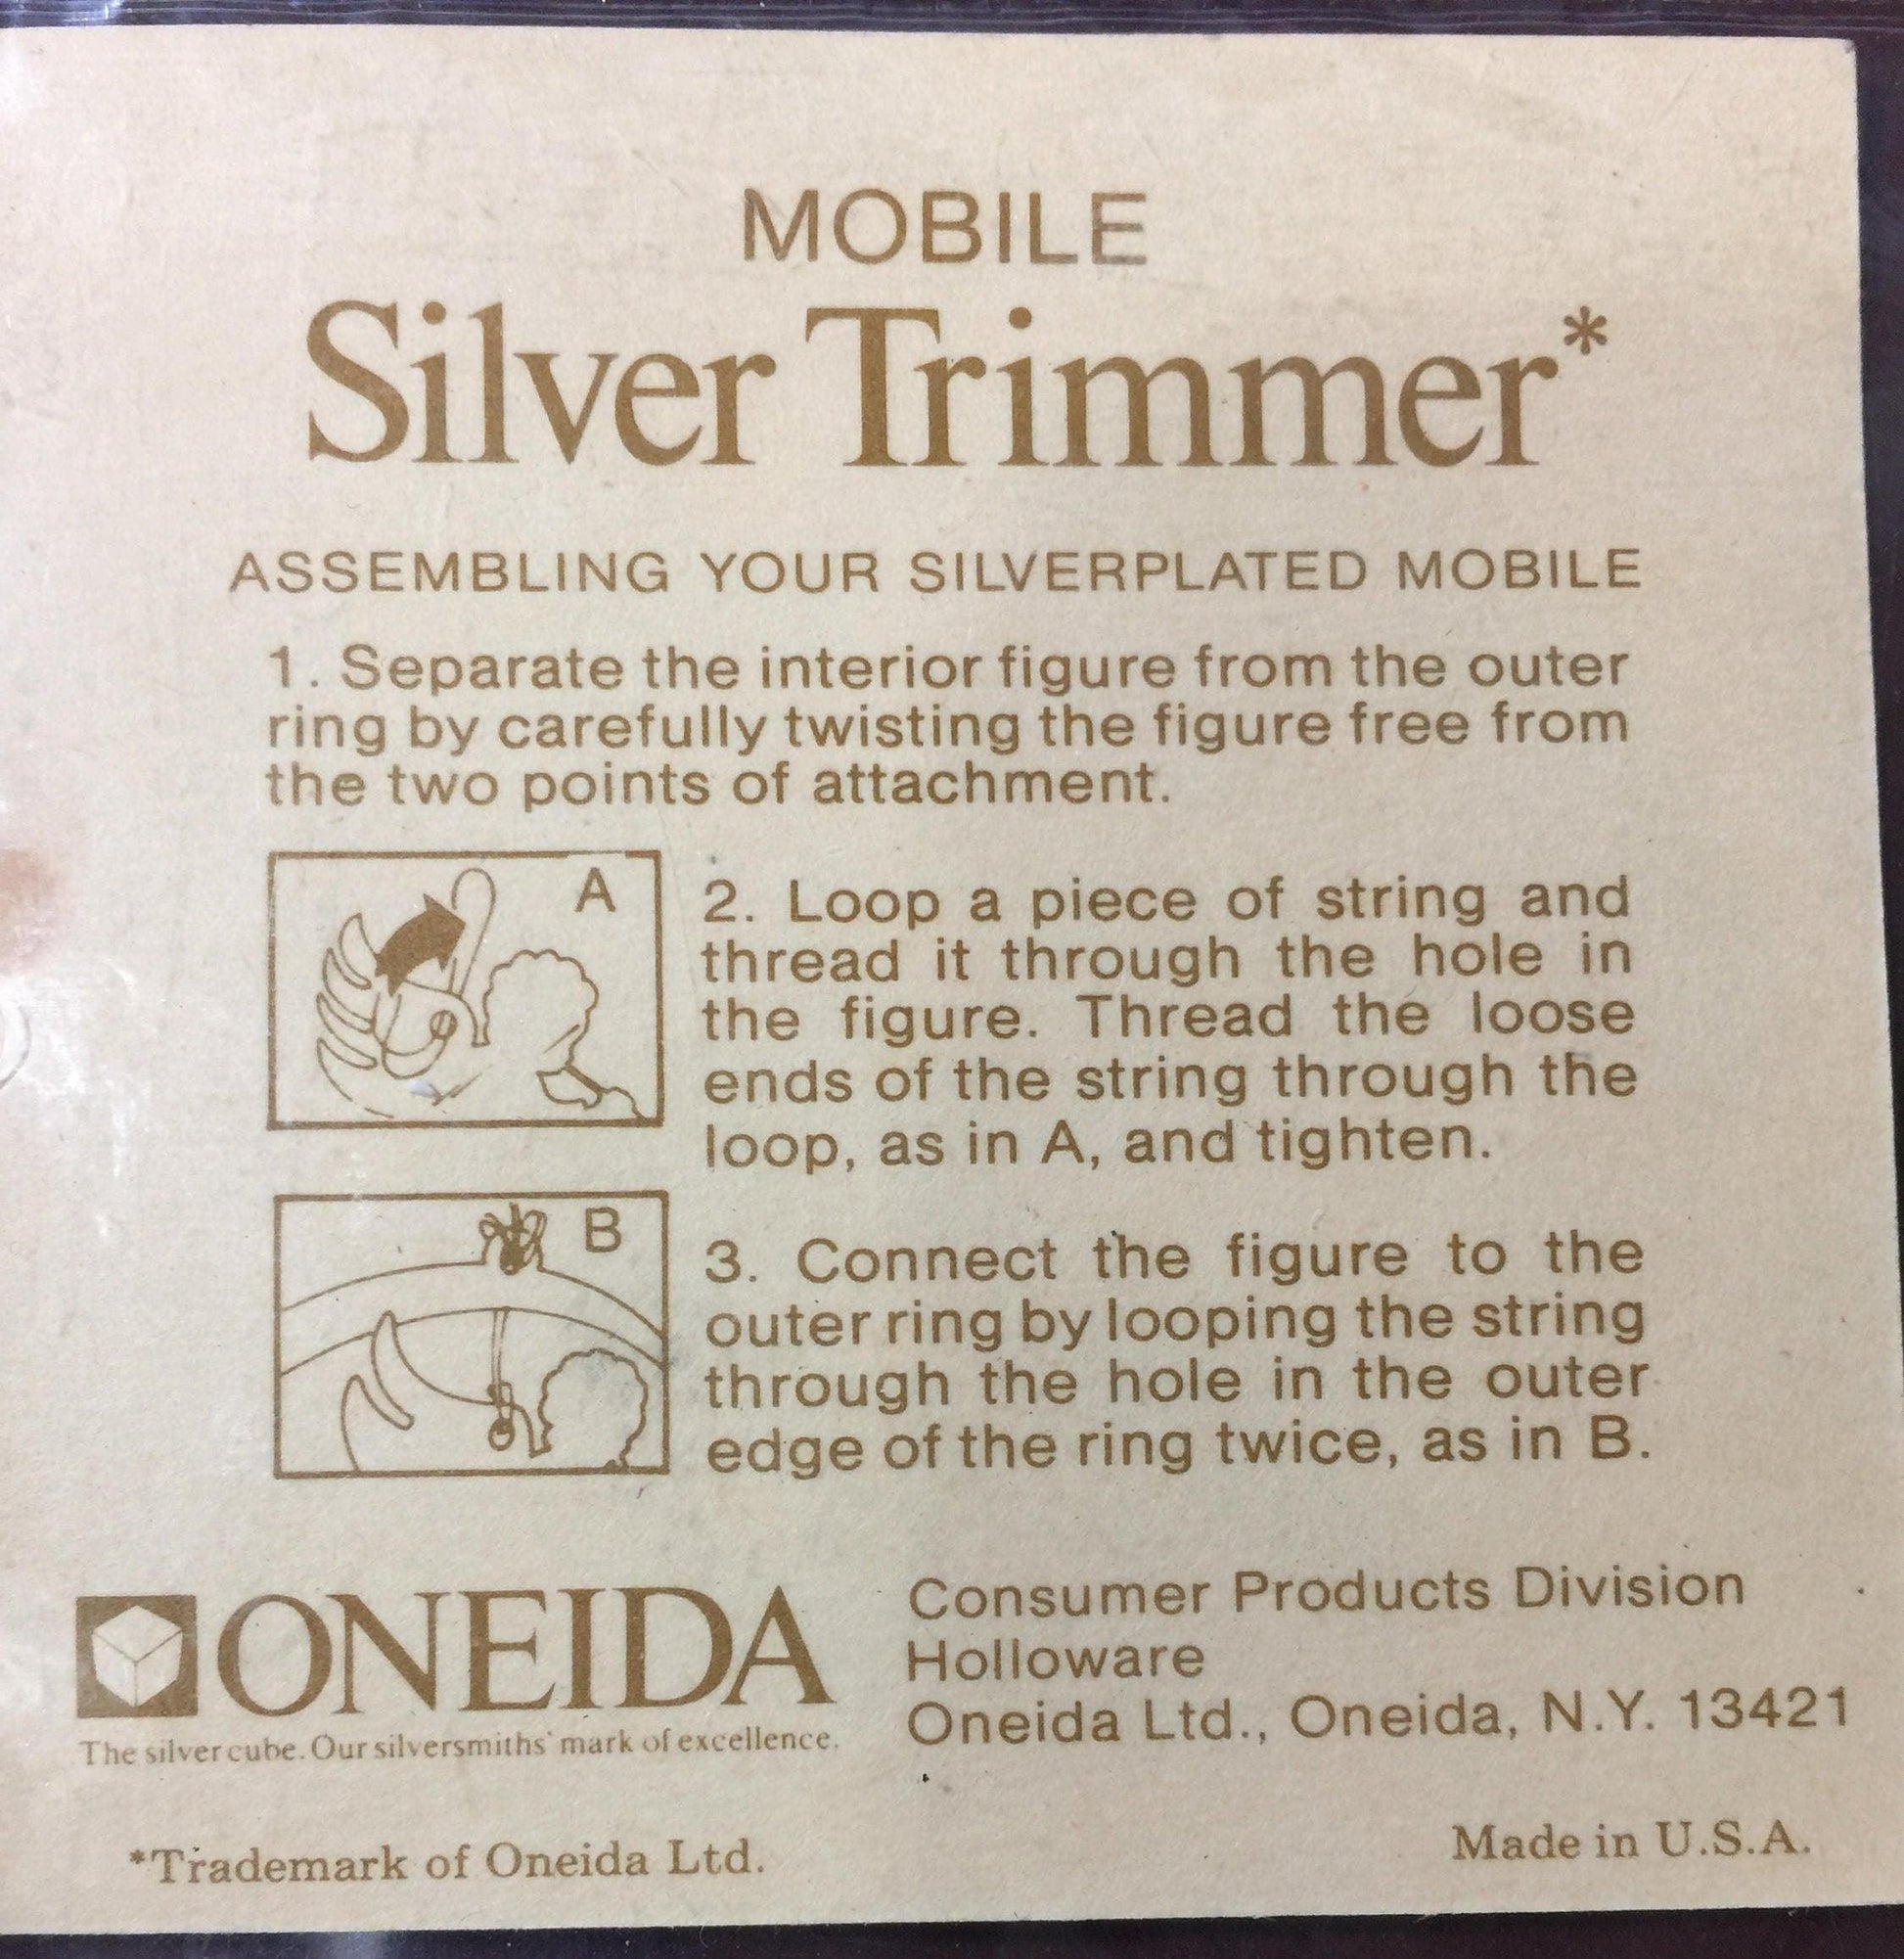 MOBILE
Silver Trimmer*
ASSEMBLING YOUR SILVERPLATED MOBILE
1. Separate the interior figure from the outer
ring by carefully twisting the figure free from
the two points of attachment.
A
2. Loop a piece of string and
thread it through the hole in
the figure. Thread the loose
ends of the string through the
loop, as in A, and tighten.
B
3. Connect the figure to the
outer ring by looping the string
through the hole in the outer
edge of the ring twice, as in B.
ONEIDA
The silver cube. Our silversmiths' mark of excellence.
Consumer Products Division
Holloware
Oneida Ltd., Oneida, N.Y. 13421
*Trademark of Oneida Ltd.
Made in U.S.A.